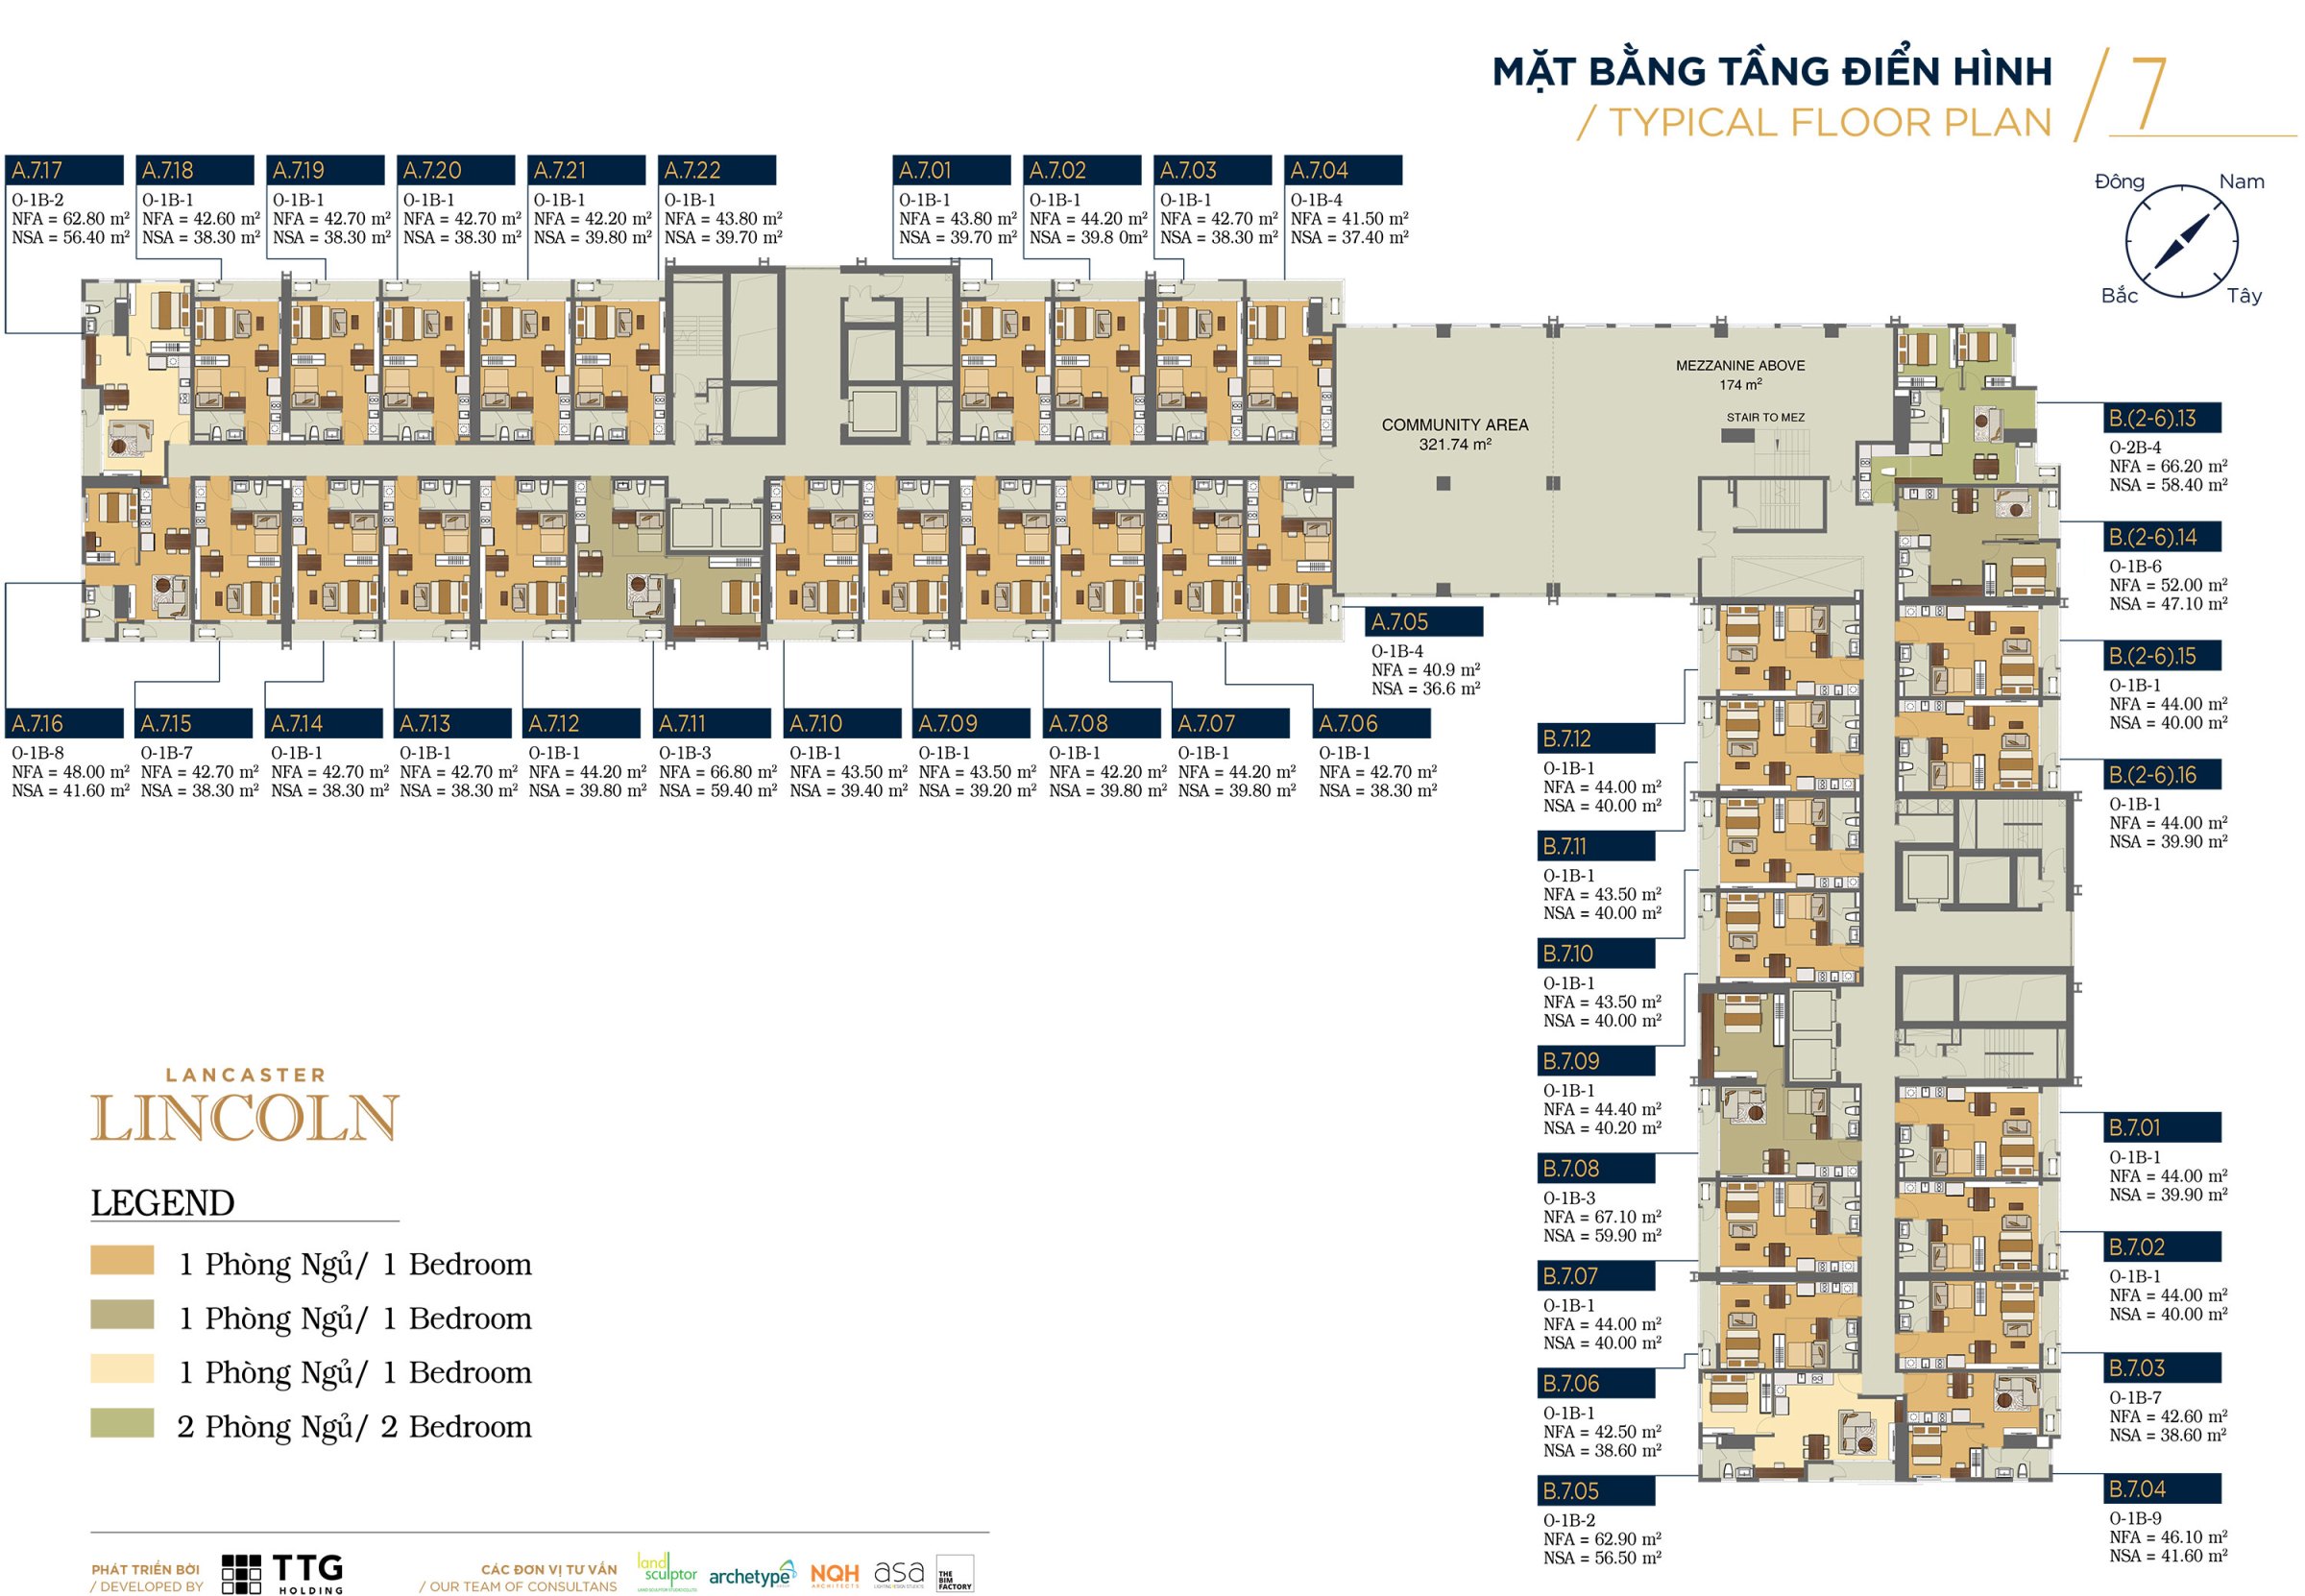 MẶT BẰNG TẦNG ĐIỂN HÌNH
/ TYPICAL FLOOR PLAN
/7
Đông
Nam
Bắc
Tây
A.7.17
O-1B-2
NFA = 62.80 m²
NSA = 56.40 m²
A.7.18
O-1B-1
NFA = 42.60 m²
NSA = 38.30 m²
A.7.19
O-1B-1
NFA = 42.70 m²
NSA = 38.30 m²
A.7.20
O-1B-1
NFA = 42.70 m²
NSA = 38.30 m²
A.7.21
O-1B-1
NFA = 42.20 m²
NSA = 39.80 m²
A.7.22
O-1B-1
NFA = 43.80 m²
NSA = 39.70 m²
A.7.01
O-1B-1
NFA = 43.80 m²
NSA = 39.70 m²
A.7.02
O-1B-1
NFA = 44.20 m²
NSA = 39.8 0m²
A.7.03
O-1B-1
NFA = 42.70 m²
NSA = 38.30 m²
A.7.04
O-1B-4
NFA = 41.50 m²
NSA = 37.40 m²
COMMUNITY AREA
321.74 m²
MEZZANINE ABOVE
174 m²
STAIR TO MEZ
B.(2-6).13
O-2B-4
NFA = 66.20 m²
NSA = 58.40 m²
B.(2-6).14
O-1B-6
NFA = 52.00 m²
NSA = 47.10 m²
B.(2-6).15
O-1B-1
NFA = 44.00 m²
NSA = 40.00 m²
B.(2-6).16
O-1B-1
NFA = 44.00 m²
NSA = 39.90 m²
A.7.05
O-1B-4
NFA = 40.9 m²
NSA = 36.6 m²
A.7.16
O-1B-8
NFA = 48.00 m²
NSA = 41.60 m²
A.7.15
O-1B-7
NFA = 42.70 m²
NSA = 38.30 m²
A.7.14
O-1B-1
NFA = 42.70 m²
NSA = 38.30 m²
A.7.13
O-1B-1
NFA = 42.70 m²
NSA = 38.30 m²
A.7.12
O-1B-1
NFA = 44.20 m²
NSA = 39.80 m²
A.7.11
O-1B-3
NFA = 66.80 m²
NSA = 59.40 m²
A.7.10
O-1B-1
NFA = 43.50 m²
NSA = 39.40 m²
A.7.09
O-1B-1
NFA = 43.50 m²
NSA = 39.20 m²
A.7.08
O-1B-1
NFA = 42.20 m²
NSA = 39.80 m²
A.7.07
O-1B-1
NFA = 44.20 m²
NSA = 39.80 m²
A.7.06
O-1B-1
NFA = 42.70 m²
NSA = 38.30 m²
B.7.12
O-1B-1
NFA = 44.00 m²
NSA = 40.00 m²
B.7.11
O-1B-1
NFA = 43.50 m²
NSA = 40.00 m²
B.7.10
O-1B-1
NFA = 43.50 m²
NSA = 40.00 m²
B.7.09
O-1B-1
NFA = 44.40 m²
NSA = 40.20 m²
B.7.08
O-1B-3
NFA = 67.10 m²
NSA = 59.90 m²
B.7.07
O-1B-1
NFA = 44.00 m²
NSA = 40.00 m²
B.7.06
O-1B-1
NFA = 42.50 m²
NSA = 38.60 m²
B.7.05
O-1B-2
NFA = 62.90 m²
NSA = 56.50 m²
B.7.01
O-1B-1
NFA = 44.00 m²
NSA = 39.90 m²
B.7.02
O-1B-1
NFA = 44.00 m²
NSA = 40.00 m²
B.7.03
O-1B-7
NFA = 42.60 m²
NSA = 38.60 m²
B.7.04
O-1B-9
NFA = 46.10 m²
NSA = 41.60 m²
LANCASTER
LINCOLN
LEGEND
1 Phòng Ngủ/ 1 Bedroom
1 Phòng Ngủ/ 1 Bedroom
1 Phòng Ngủ/ 1 Bedroom
2 Phòng Ngủ/ 2 Bedroom
PHÁT TRIỂN BỞI
/ DEVELOPED BY
TTG
HOLDING
CÁC ĐƠN VỊ TƯ VẤN
/ OUR TEAM OF CONSULTANS
land
sculptor
archetype
NQH
ARCHITECTS
asa
THE
BIM
FACTORY